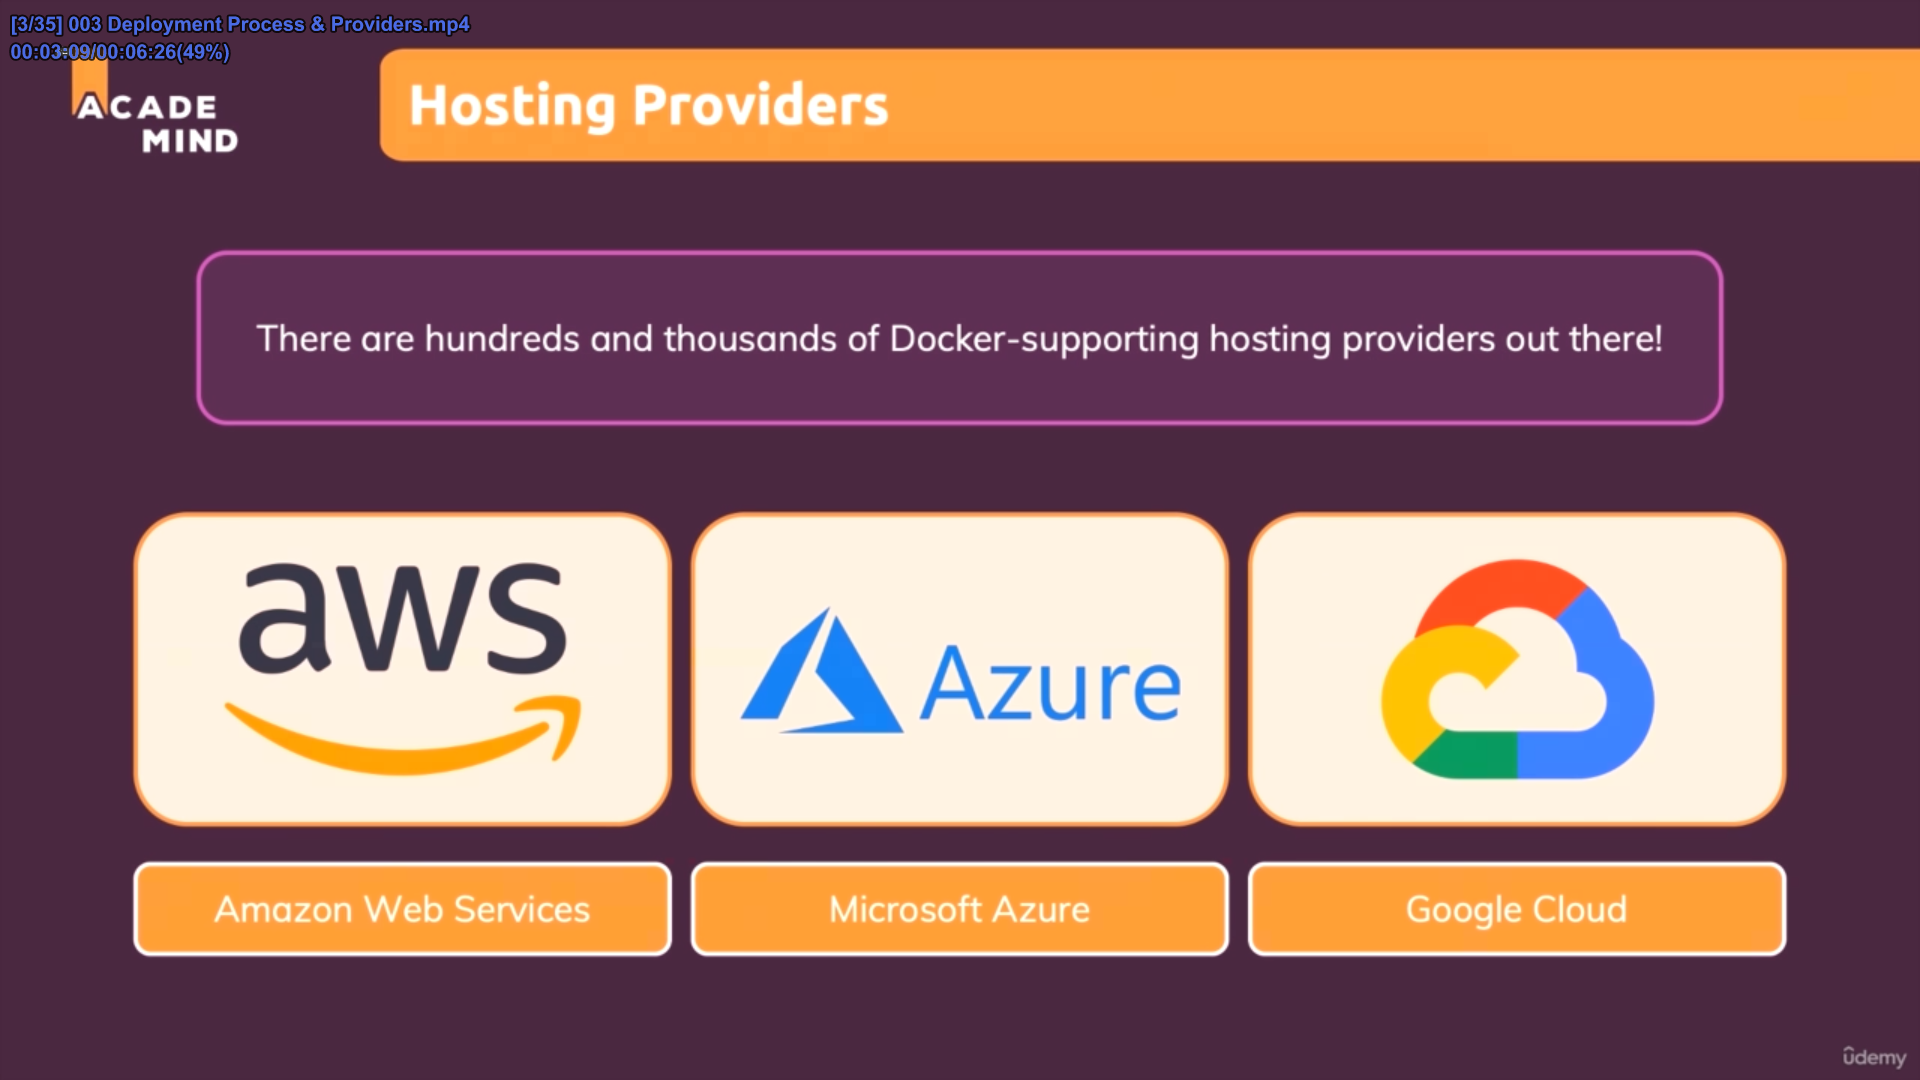 [3/35] 003 Deployment Process & Providers.mp4
00:03:09/00:06:26(49%)
ACADE
MIND
Hosting Providers
There are hundreds and thousands of Docker-supporting hosting providers out there!
aws
Azure
Amazon Web Services
Microsoft Azure
Google Cloud
ûdemy